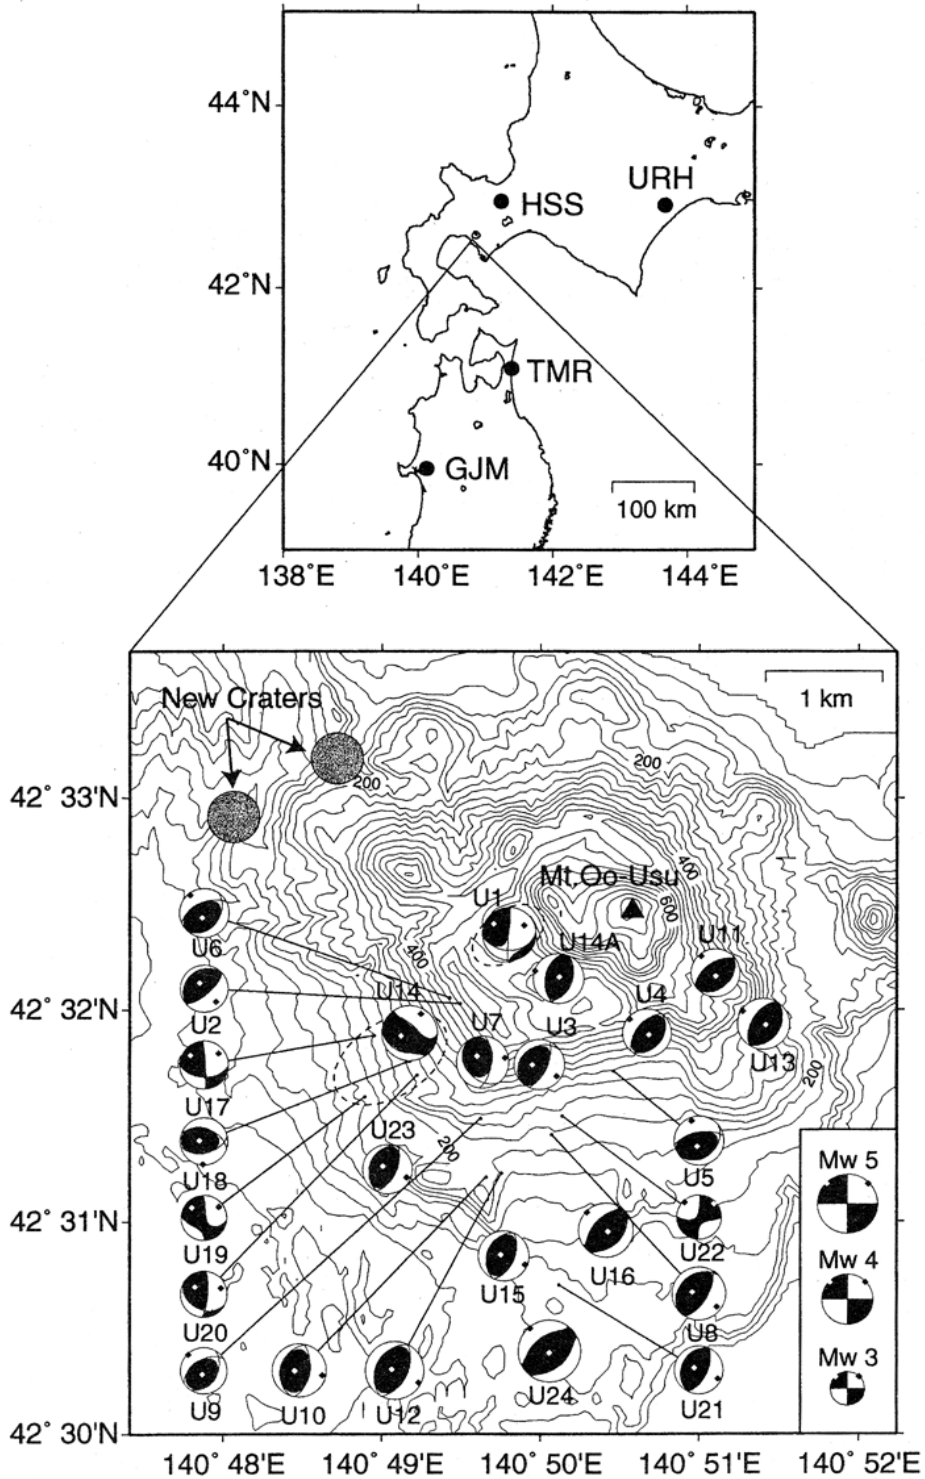 44°N
URH
HSS
42°N
TMR
40°N
GJM
100 km
138°E 140°E 142°E 144°E
New Craters
1 km
200
200
42° 33'N
400
Mt.Oo-Usu
600
U1
U14A
U11
U6
400
U14
42° 32'N
U2
U7
U3
U4
U13
200
U17
U23
200
Mw 5
U18
U5
42° 31'N
U19
U22
U16
Mw 4
U15
U20
U8
Mw 3
U24
U9
U10
U12
U21
42° 30'N
140° 48'E 140° 49'E 140° 50'E 140° 51'E 140° 52'E